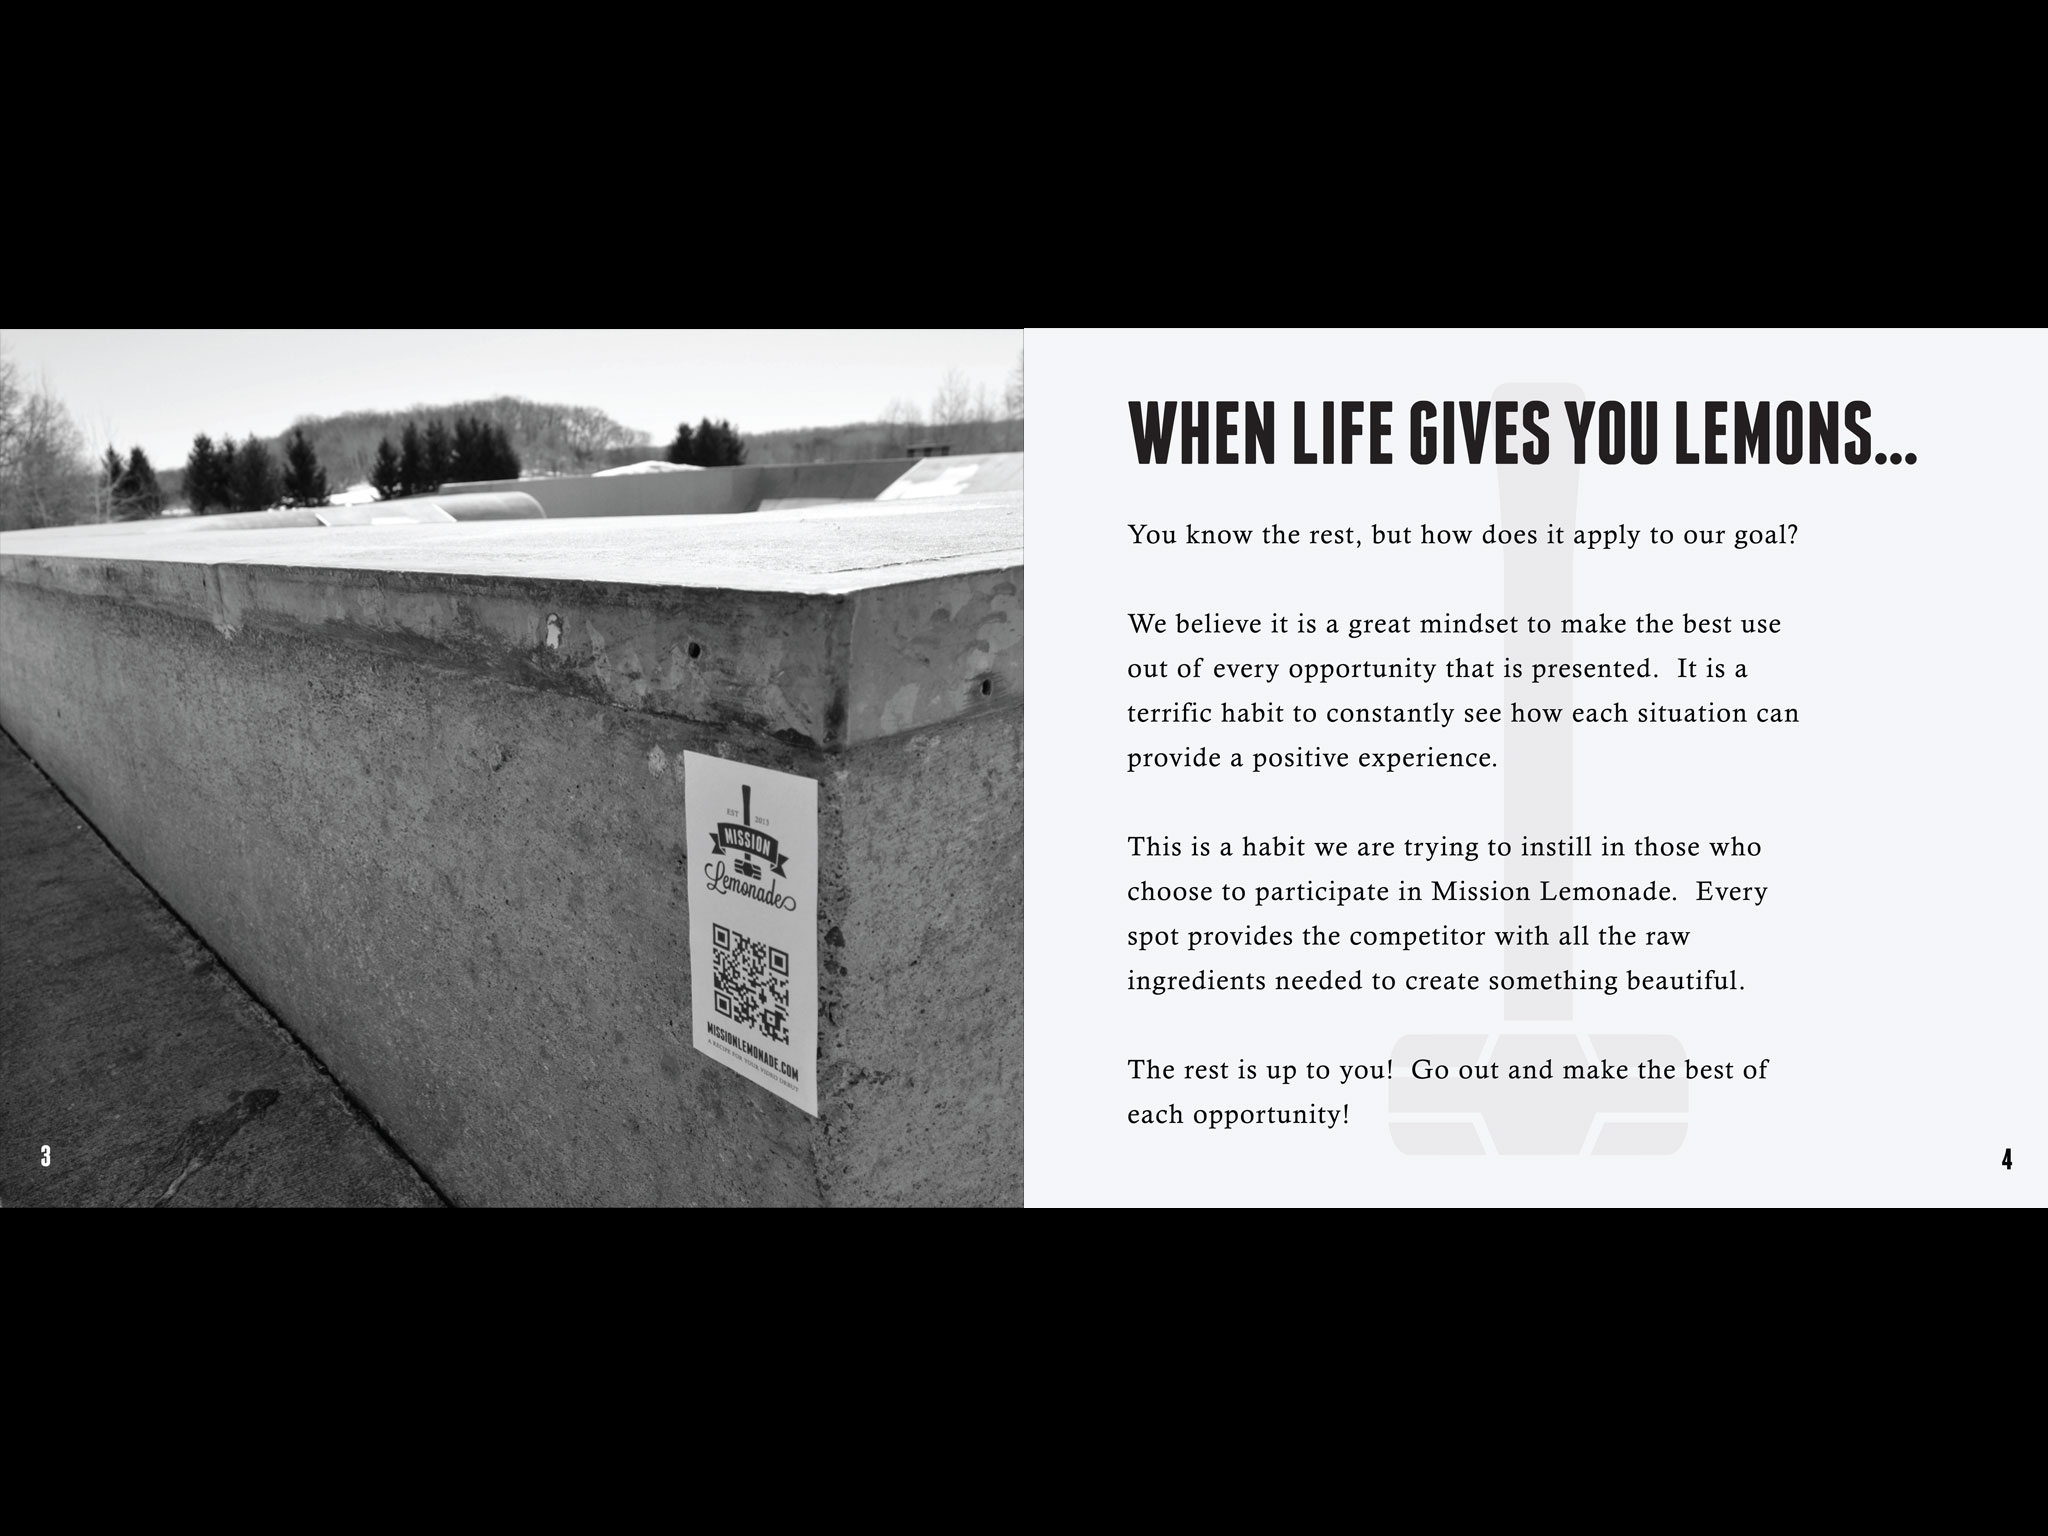 EST 2013
MISSION
Lemonade
MISSIONLEMONADE.COM
A RECIPE FOR YOUR VIDEO DEBUT
3
WHEN LIFE GIVES YOU LEMONS...
You know the rest, but how does it apply to our goal?
We believe it is a great mindset to make the best use
out of every opportunity that is presented.  It is a
terrific habit to constantly see how each situation can
provide a positive experience.
This is a habit we are trying to instill in those who
choose to participate in Mission Lemonade.  Every
spot provides the competitor with all the raw
ingredients needed to create something beautiful.
The rest is up to you!  Go out and make the best of
each opportunity!
4